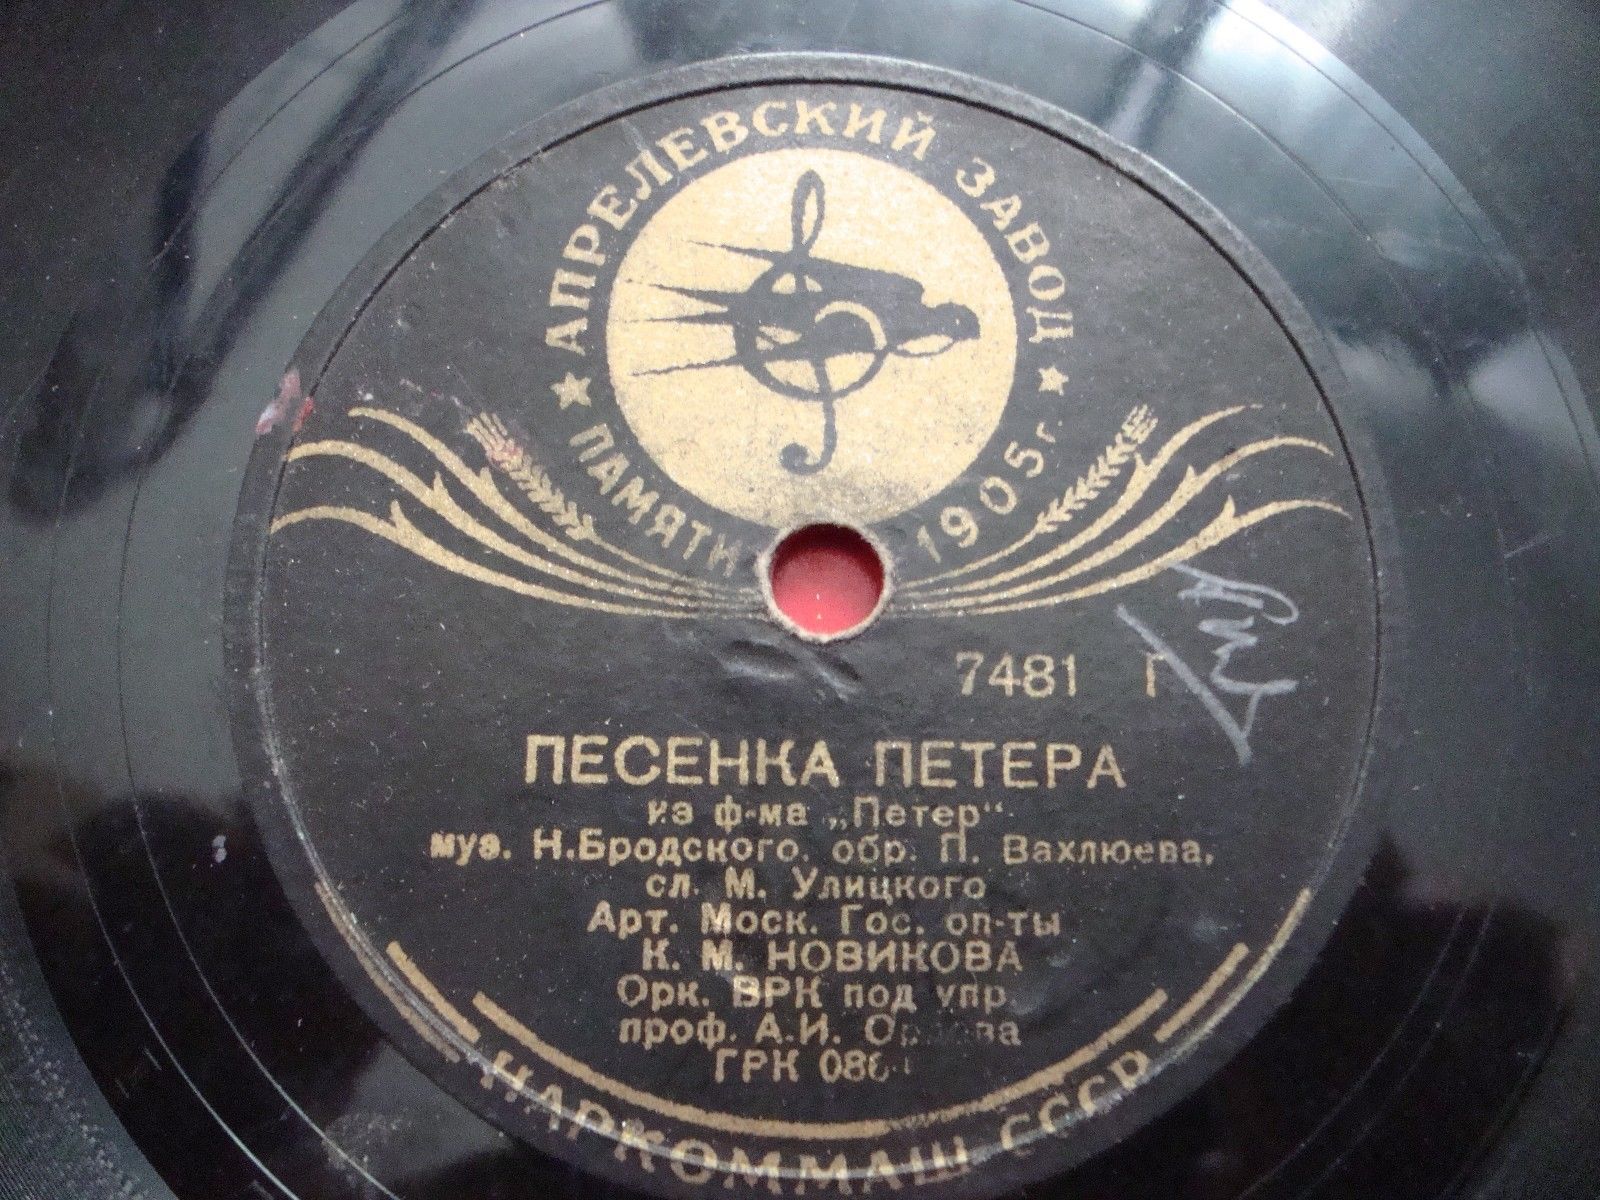 АПРЕЛЕВСКИЙ ЗАВОД
ПАМЯТИ 1905 г.
7481 Г
ПЕСЕНКА ПЕТЕРА
из ф-ма „Петер“
муз. Н.Бродского, обр. П. Вахлюева,
сл. М. Улицкого
Арт. Моск. Гос. оп-ты
К. М. НОВИКОВА
Орк. ВРК под упр.
проф. А.И. Орлова
ГРК
НАРКОММАШ СССР